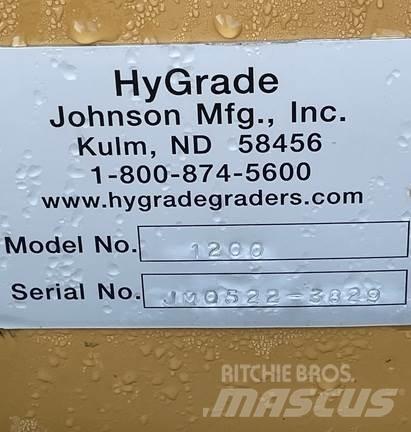 HyGrade
Johnson Mfg., Inc.
Kulm, ND 58456
1-800-874-5600
www.hygradegraders.com
Model No. 1200
Serial No. JM0522-3829
RITCHIE BROS.
MASCUS